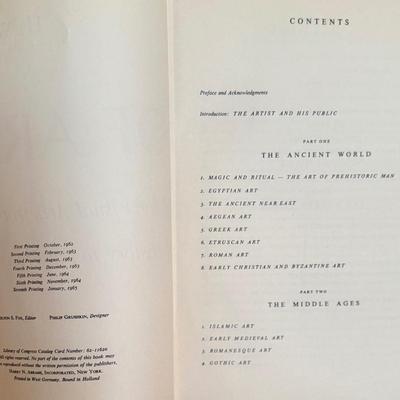 First Printing October, 1962
Second Printing February, 1963
Third Printing August, 1963
Fourth Printing December, 1963
Fifth Printing June, 1964
Sixth Printing November, 1964
Seventh Printing January, 1965
S. Fox, Editor PHILIP GRUSHKIN, Designer
Library of Congress Catalog Card Number: 62-11620
rights reserved. No part of the contents of this book may
reproduced without the written permission of the publishers.
HARRY N. ABRAMS, INCORPORATED, NEW YORK.
Printed in West Germany. Bound in Holland
CONTENTS
Preface and Acknowledgments
Introduction: THE ARTIST AND HIS PUBLIC
PART ONE
THE ANCIENT WORLD
1. MAGIC AND RITUAL — THE ART OF PREHISTORIC MAN
2. EGYPTIAN ART
3. THE ANCIENT NEAR EAST
4. AEGEAN ART
5. GREEK ART
6. ETRUSCAN ART
7. ROMAN ART
8. EARLY CHRISTIAN AND BYZANTINE ART
PART TWO
THE MIDDLE AGES
1. ISLAMIC ART
2. EARLY MEDIEVAL ART
3. ROMANESQUE ART
4. GOTHIC ART